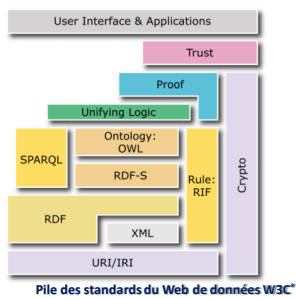 User Interface & Applications
Trust
Proof
Unifying Logic
Ontology:
OWL
SPARQL
RDF-S
Rule:
RIF
Crypto
RDF
XML
URI/IRI
Pile des standards du Web de données W3C®